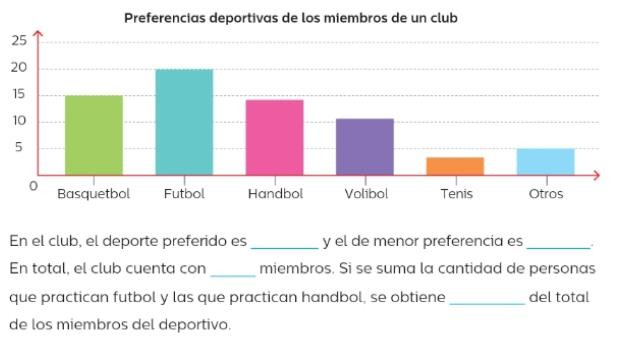 Preferencias deportivas de los miembros de un club
25
20
15
10
5
0
Basquetbol Futbol Handbol Volibol Tenis Otros
En el club, el deporte preferido es ________ y el de menor preferencia es ________.
En total, el club cuenta con _____ miembros. Si se suma la cantidad de personas
que practican futbol y las que practican handbol, se obtiene _________ del total
de los miembros del deportivo.